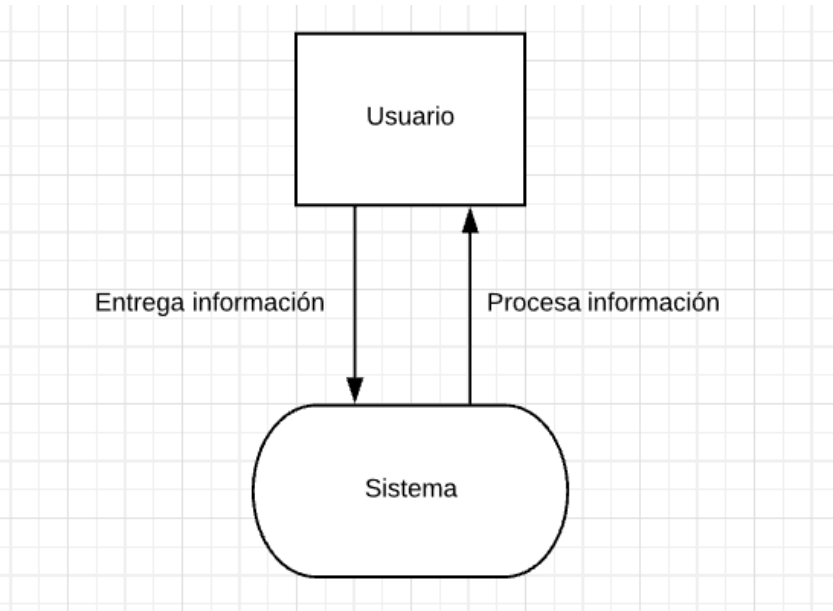 Usuario
Entrega información
Procesa información
Sistema